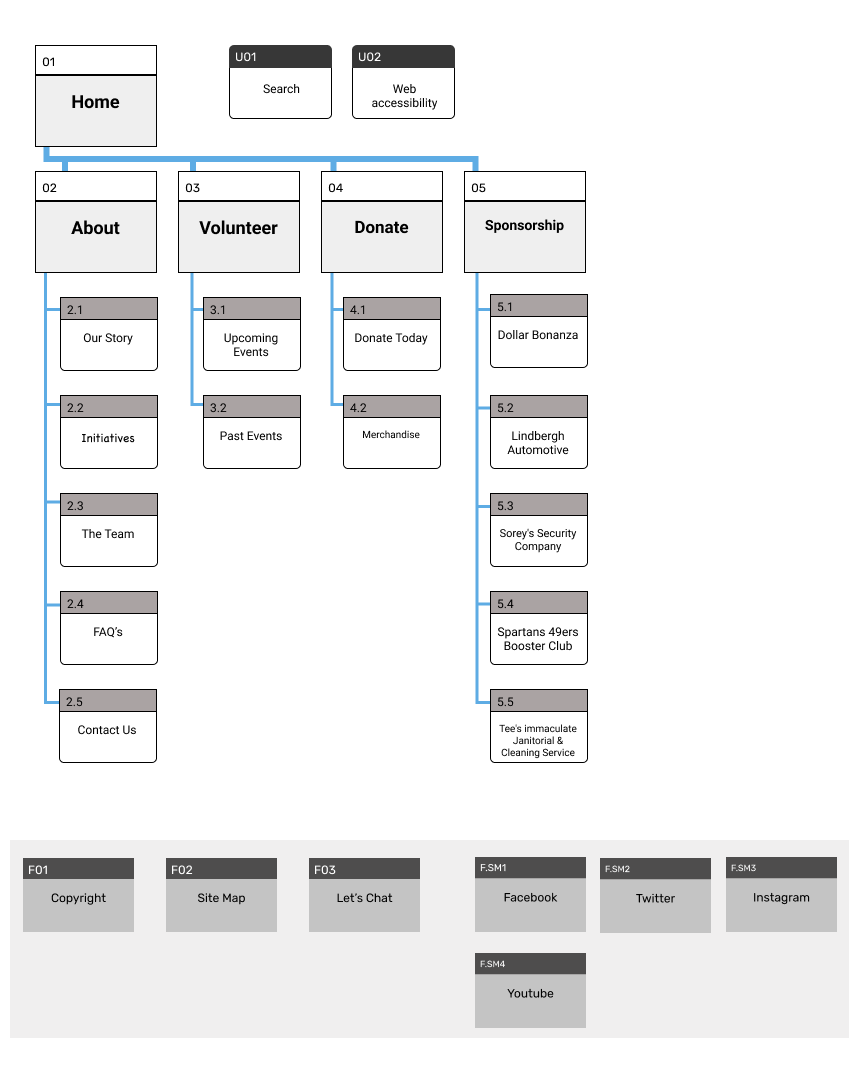 01
Home
U01
Search
U02
Web
accessibility
02
About
03
Volunteer
04
Donate
05
Sponsorship
2.1
Our Story
2.2
Initiatives
2.3
The Team
2.4
FAQ's
2.5
Contact Us
3.1
Upcoming
Events
3.2
Past Events
4.1
Donate Today
4.2
Merchandise
5.1
Dollar Bonanza
5.2
Lindbergh
Automotive
5.3
Sorey's Security
Company
5.4
Spartans 49ers
Booster Club
5.5
Tee's immaculate
Janitorial &
Cleaning Service
F01
Copyright
F02
Site Map
F03
Let's Chat
F.SM1
Facebook
F.SM2
Twitter
F.SM3
Instagram
F.SM4
Youtube